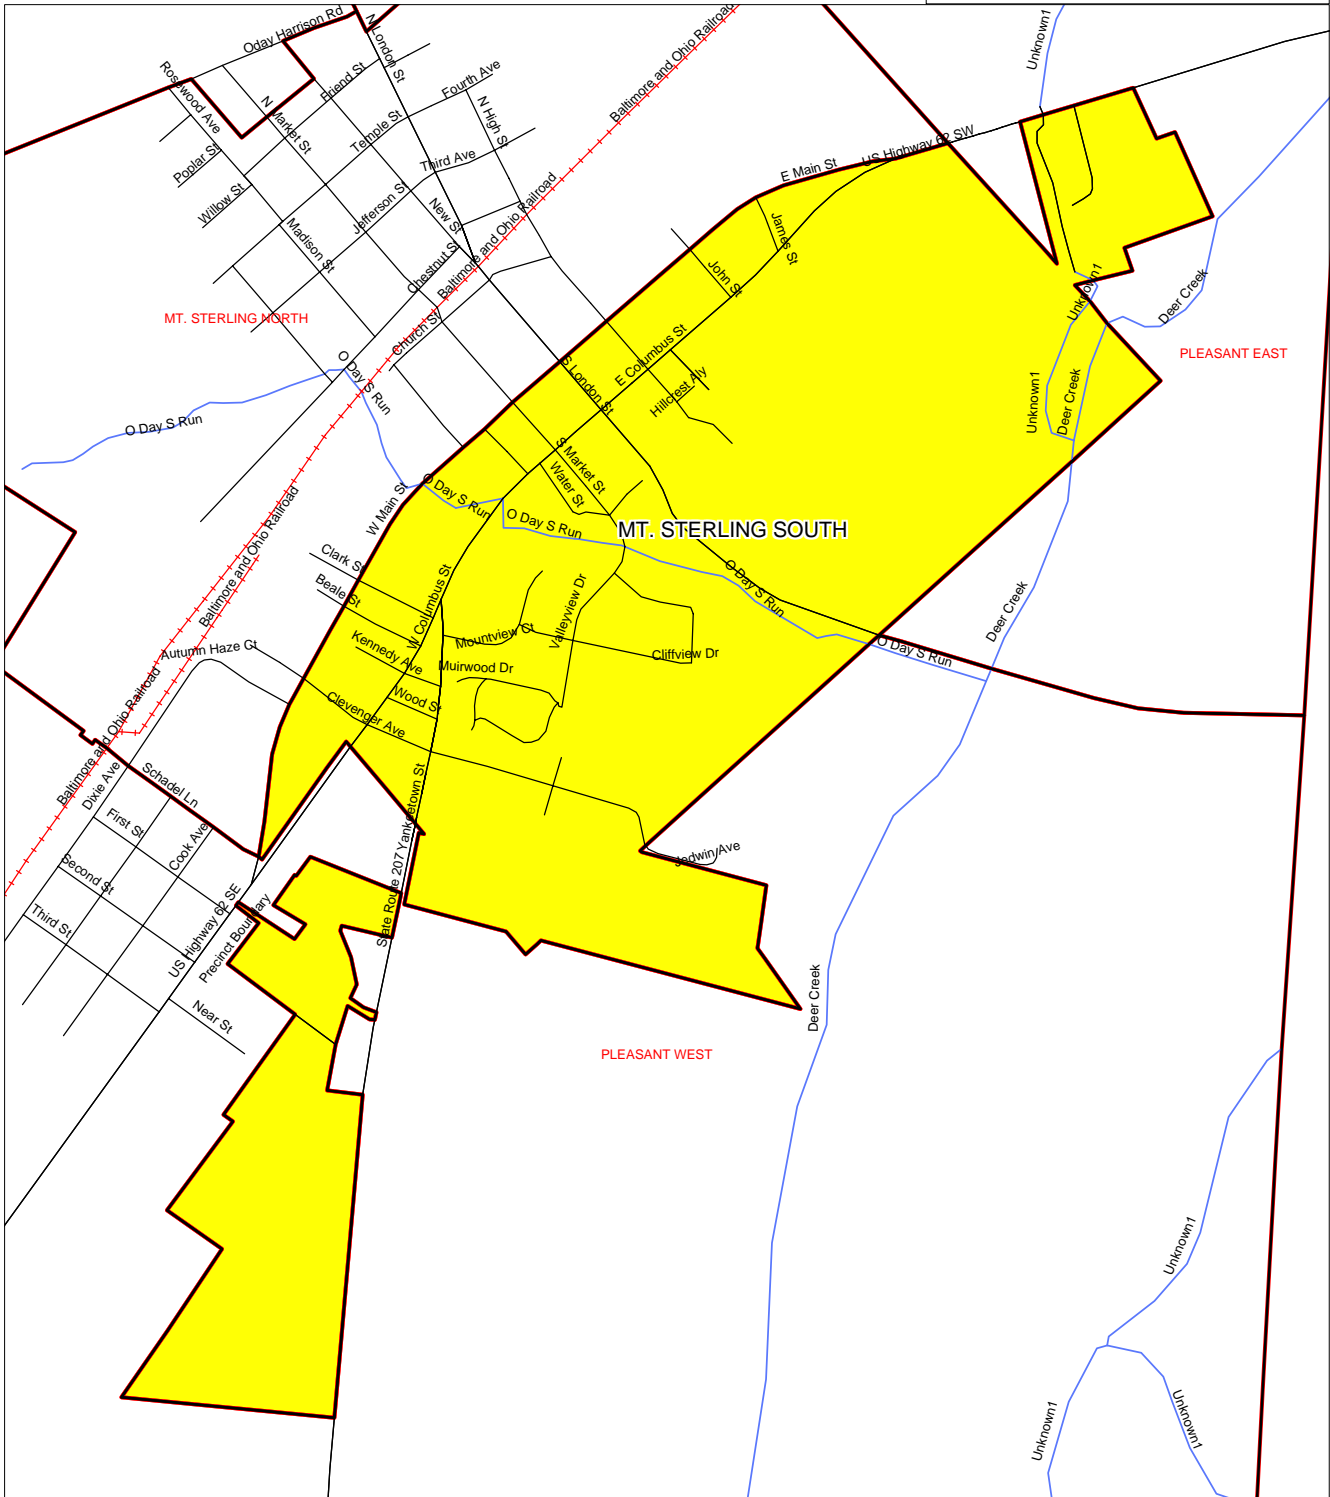 Oday Harrison Rd
N London St
Unknown1
Rosewood Ave
N Market St
Friend St
Fourth Ave
Baltimore and Ohio Railroad
Temple St
N High St
Poplar St
Third Ave
US Highway 62 SW
E Main St
Willow St
Jefferson St
New St
Madison St
Chestnut St
Baltimore and Ohio Railroad
James St
John St
Unknown1
Deer Creek
MT. STERLING NORTH
Church St
PLEASANT EAST
O Day S Run
S London St
E Columbus St
Hillcrest Aly
Unknown1
Deer Creek
O Day S Run
S Market St
Water St
W Main St
O Day S Run
O Day S Run
MT. STERLING SOUTH
Baltimore and Ohio Railroad
Clark St
Beale St
W Columbus St
Valleyview Dr
O Day S Run
Deer Creek
Mountview Ct
Kennedy Ave
Muirwood Dr
Cliffview Dr
O Day S Run
Autumn Haze Ct
Wood St
Clevenger Ave
Baltimore and Ohio Railroad
Dixie Ave
Schadel Ln
First St
Cook Ave
State Route 207 Yankeetown St
Jedwin Ave
Second St
Third St
US Highway 62 SE
Precinct Boundary
Near St
Deer Creek
PLEASANT WEST
Unknown1
Unknown1
Unknown1